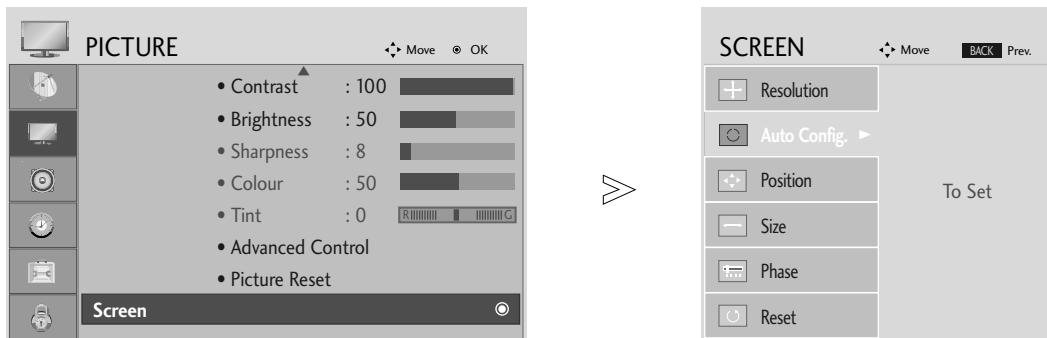 PICTURE
Move OK
• Contrast : 100
• Brightness : 50
• Sharpness : 8
• Colour : 50
• Tint : 0 R G
• Advanced Control
• Picture Reset
Screen
SCREEN
Move BACK Prev.
Resolution
Auto Config.
Position
Size
Phase
Reset
To Set